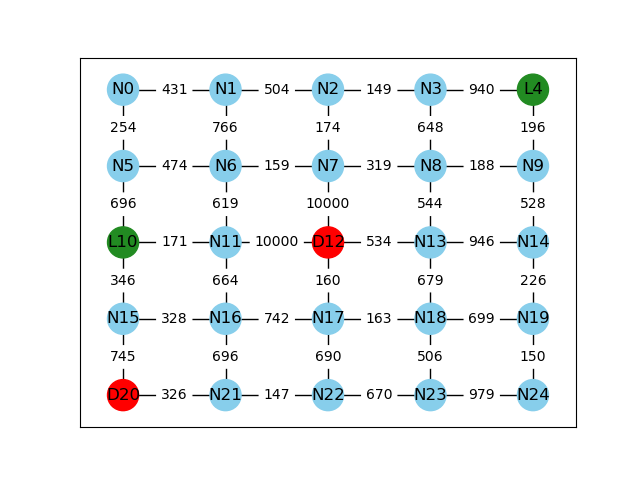 N0 431 N1 504 N2 149 N3 940 L4
254 766 174 648 196
N5 474 N6 159 N7 319 N8 188 N9
696 619 10000 544 528
L10 171 N11 10000 D12 534 N13 946 N14
346 664 160 679 226
N15 328 N16 742 N17 163 N18 699 N19
745 696 690 506 150
D20 326 N21 147 N22 670 N23 979 N24